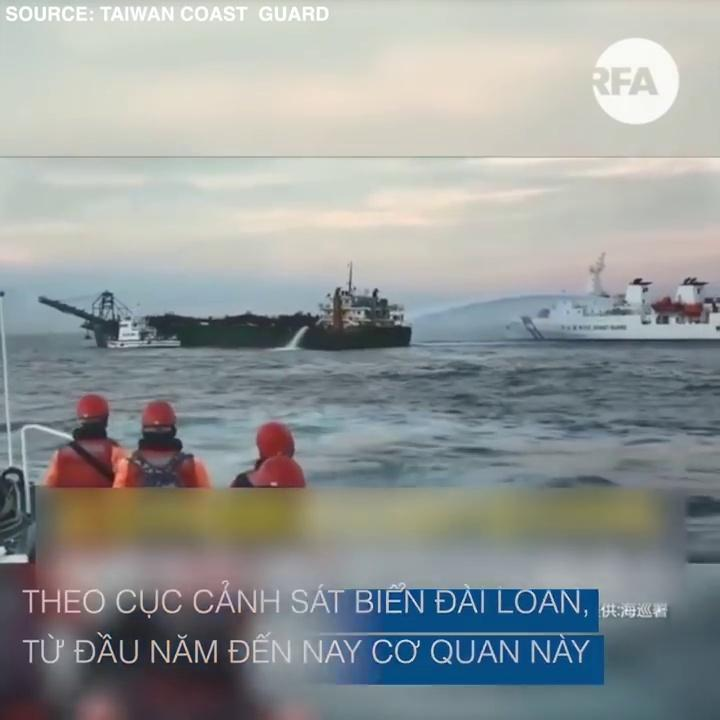 SOURCE: TAIWAN COAST GUARD
RFA
THEO CỤC CẢNH SÁT BIỂN ĐÀI LOAN,
供:海巡署
TỪ ĐẦU NĂM ĐẾN NAY CƠ QUAN NÀY